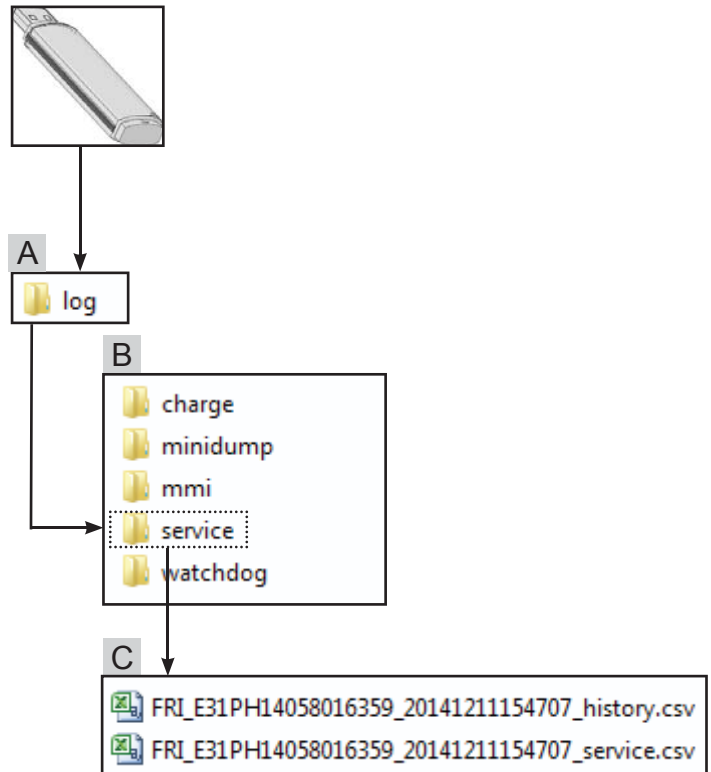 A
log
B
charge
minidump
mmi
service
watchdog
C
FRI_E31PH14058016359_20141211154707_history.csv
FRI_E31PH14058016359_20141211154707_service.csv